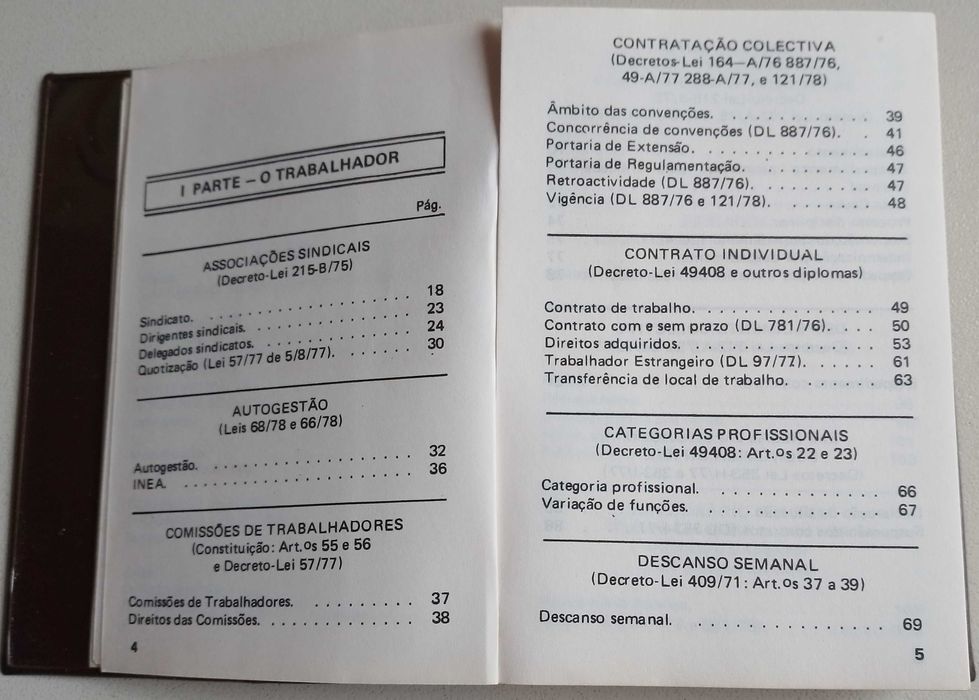 I PARTE – O TRABALHADOR
Pág.
ASSOCIAÇÕES SINDICAIS
(Decreto-Lei 215-B/75)
Sindicato. . . . . . . . . . . . . . . . 18
Dirigentes sindicais. . . . . . . . . . . . 23
Delegados sindicatos. . . . . . . . . . . . 24
Quotização (Lei 57/77 de 5/8/77). . . . . . . 30
AUTOGESTÃO
(Leis 68/78 e 66/78)
Autogestão. . . . . . . . . . . . . . . . 32
INEA. . . . . . . . . . . . . . . . . . 36
COMISSÕES DE TRABALHADORES
(Constituição: Art.os 55 e 56
e Decreto-Lei 57/77)
Comissões de Trabalhadores. . . . . . . . . . 37
Direitos das Comissões. . . . . . . . . . . . 38
4
CONTRATAÇÃO COLECTIVA
(Decretos-Lei 164–A/76 887/76,
49-A/77 288-A/77, e 121/78)
Âmbito das convenções. . . . . . . . . . . . 39
Concorrência de convenções (DL 887/76). . 41
Portaria de Extensão. . . . . . . . . . . . . 46
Portaria de Regulamentação. . . . . . . . . . 47
Retroactividade (DL 887/76). . . . . . . . . 47
Vigência (DL 887/76 e 121/78). . . . . . . . 48
CONTRATO INDIVIDUAL
(Decreto-Lei 49408 e outros diplomas)
Contrato de trabalho. . . . . . . . . . . . . 49
Contrato com e sem prazo (DL 781/76). . . . 50
Direitos adquiridos. . . . . . . . . . . . . 53
Trabalhador Estrangeiro (DL 97/77). . . . . . 61
Transferência de local de trabalho. . . . . . . 63
CATEGORIAS PROFISSIONAIS
(Decreto-Lei 49408: Art.os 22 e 23)
Categoria profissional. . . . . . . . . . . . 66
Variação de funções. . . . . . . . . . . . . 67
DESCANSO SEMANAL
(Decreto-Lei 409/71: Art.os 37 a 39)
Descanso semanal. . . . . . . . . . . . . . 69
5